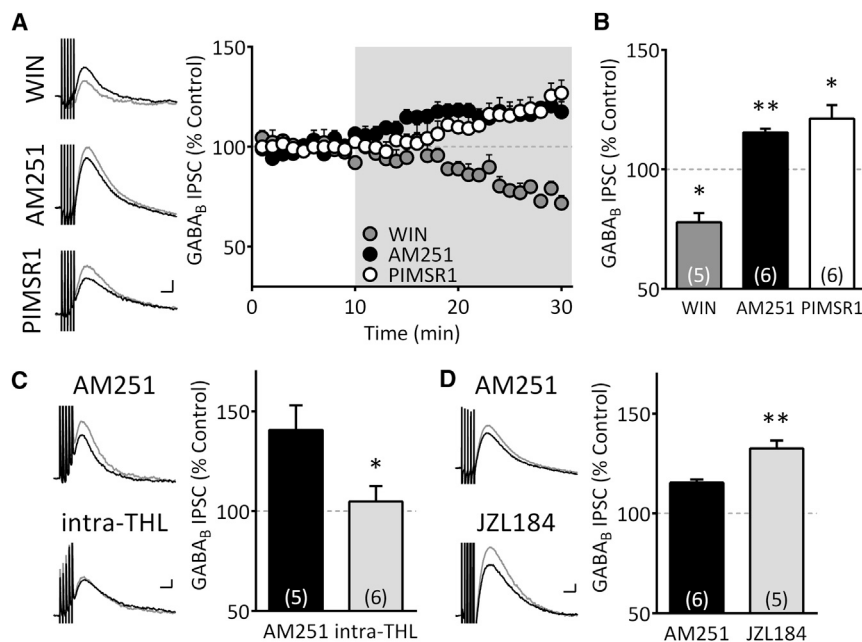 A
WIN
AM251
PIMSR1
GABA_B IPSC (% Control)
150
100
50
WIN
AM251
PIMSR1
0
10
20
30
Time (min)
B
GABA_B IPSC (% Control)
150
100
50
*
**
*
(5)
(6)
(6)
WIN AM251 PIMSR1
C
AM251
intra-THL
GABA_B IPSC (% Control)
150
100
50
*
(5)
(6)
AM251 intra-THL
D
AM251
JZL184
GABA_B IPSC (% Control)
150
100
50
**
(6)
(5)
AM251 JZL184